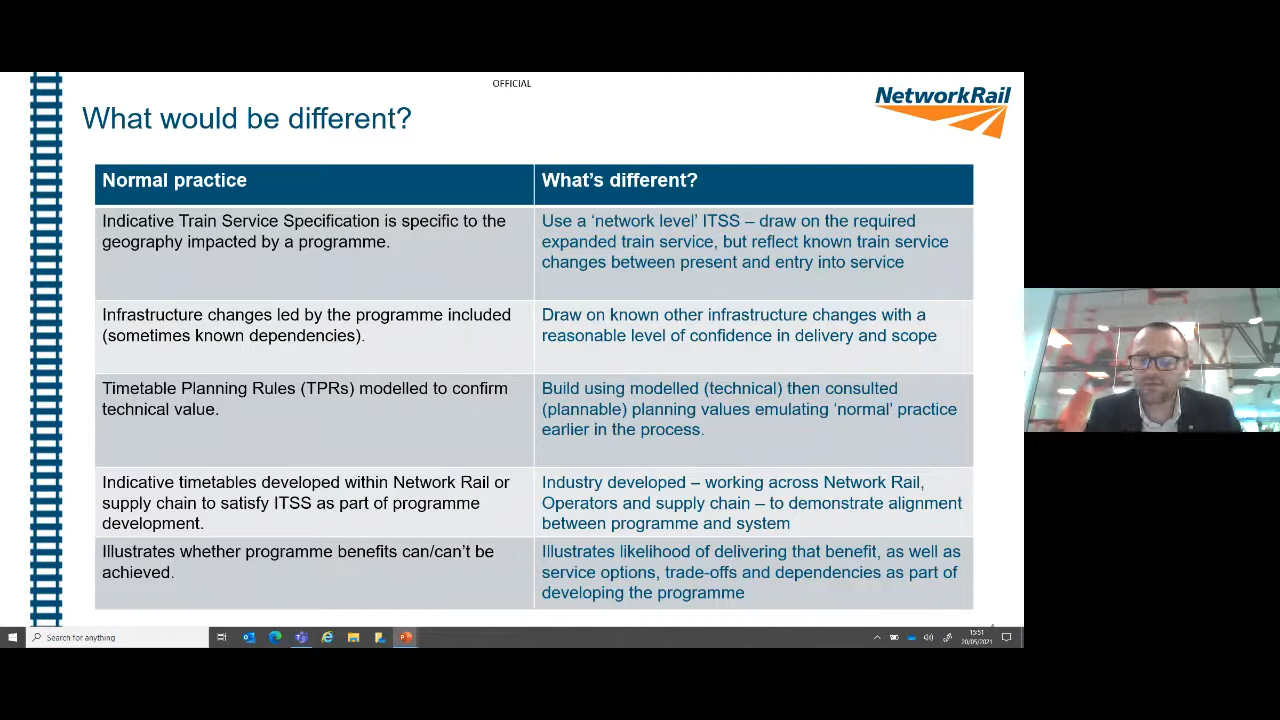 OFFICIAL
What would be different?
NetworkRail
Normal practice
What's different?
Indicative Train Service Specification is specific to the
geography impacted by a programme.
Use a ‘network level’ ITSS – draw on the required
expanded train service, but reflect known train service
changes between present and entry into service
Infrastructure changes led by the programme included
(sometimes known dependencies).
Draw on known other infrastructure changes with a
reasonable level of confidence in delivery and scope
Timetable Planning Rules (TPRs) modelled to confirm
technical value.
Build using modelled (technical) then consulted
(plannable) planning values emulating ‘normal’ practice
earlier in the process.
Indicative timetables developed within Network Rail or
supply chain to satisfy ITSS as part of programme
development.
Industry developed – working across Network Rail,
Operators and supply chain – to demonstrate alignment
between programme and system
Illustrates whether programme benefits can/can't be
achieved.
Illustrates likelihood of delivering that benefit, as well as
service options, trade-offs and dependencies as part of
developing the programme
Search for anything
15:51
20/05/2021